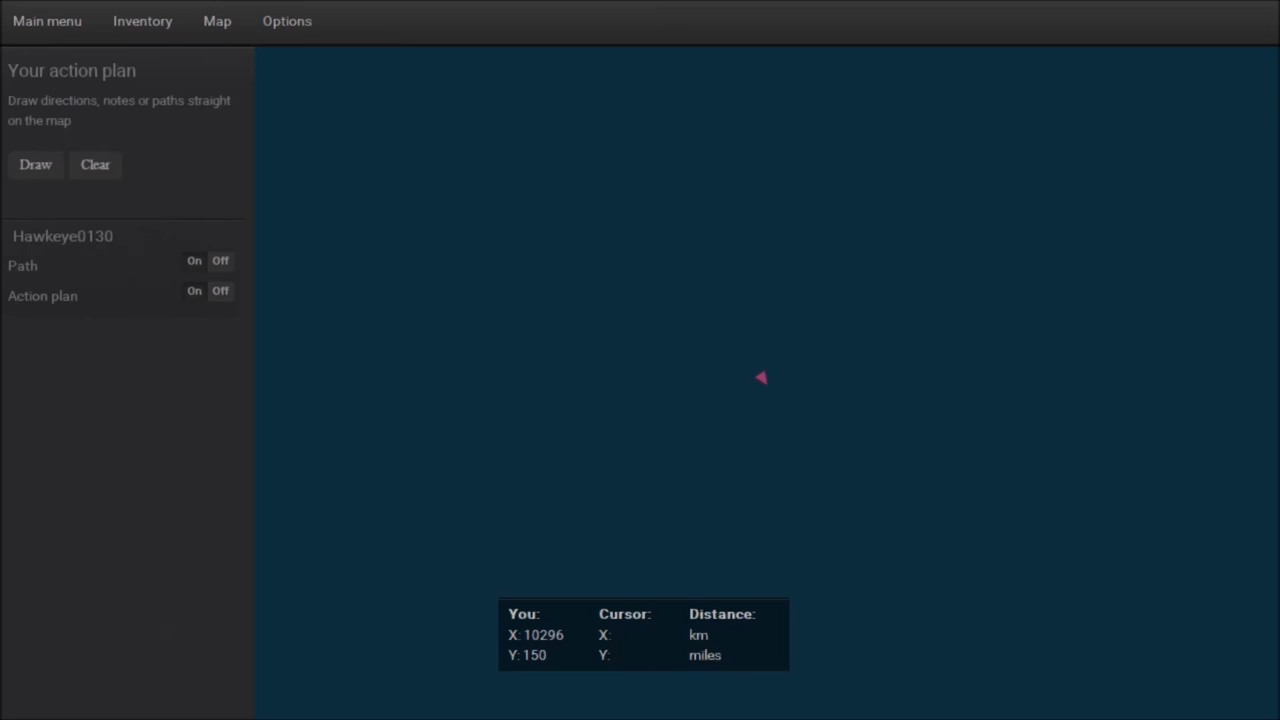 Main menu Inventory Map Options
Your action plan
Draw directions, notes or paths straight
on the map
Draw Clear
Hawkeye0130
Path On Off
Action plan On Off
You: Cursor: Distance:
X: 10296 X: km
Y: 150 Y: miles